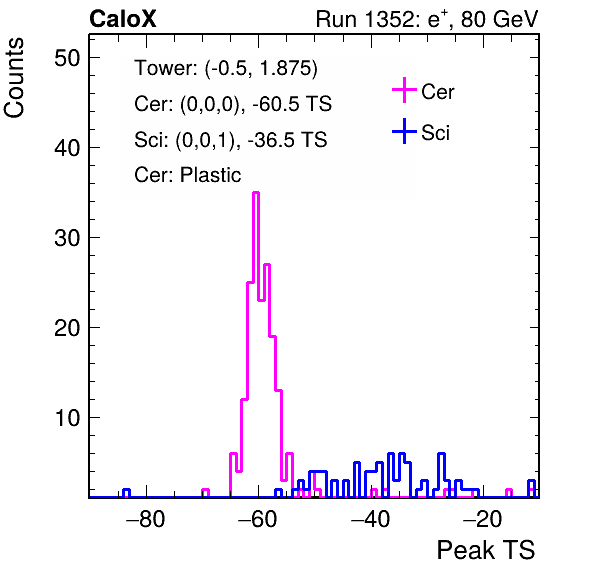 CaloX Run 1352: e⁺, 80 GeV
Counts
50
40
30
20
10
Tower: (-0.5, 1.875)
Cer: (0,0,0), -60.5 TS
Sci: (0,0,1), -36.5 TS
Cer: Plastic
Cer
Sci
−80 −60 −40 −20
Peak TS